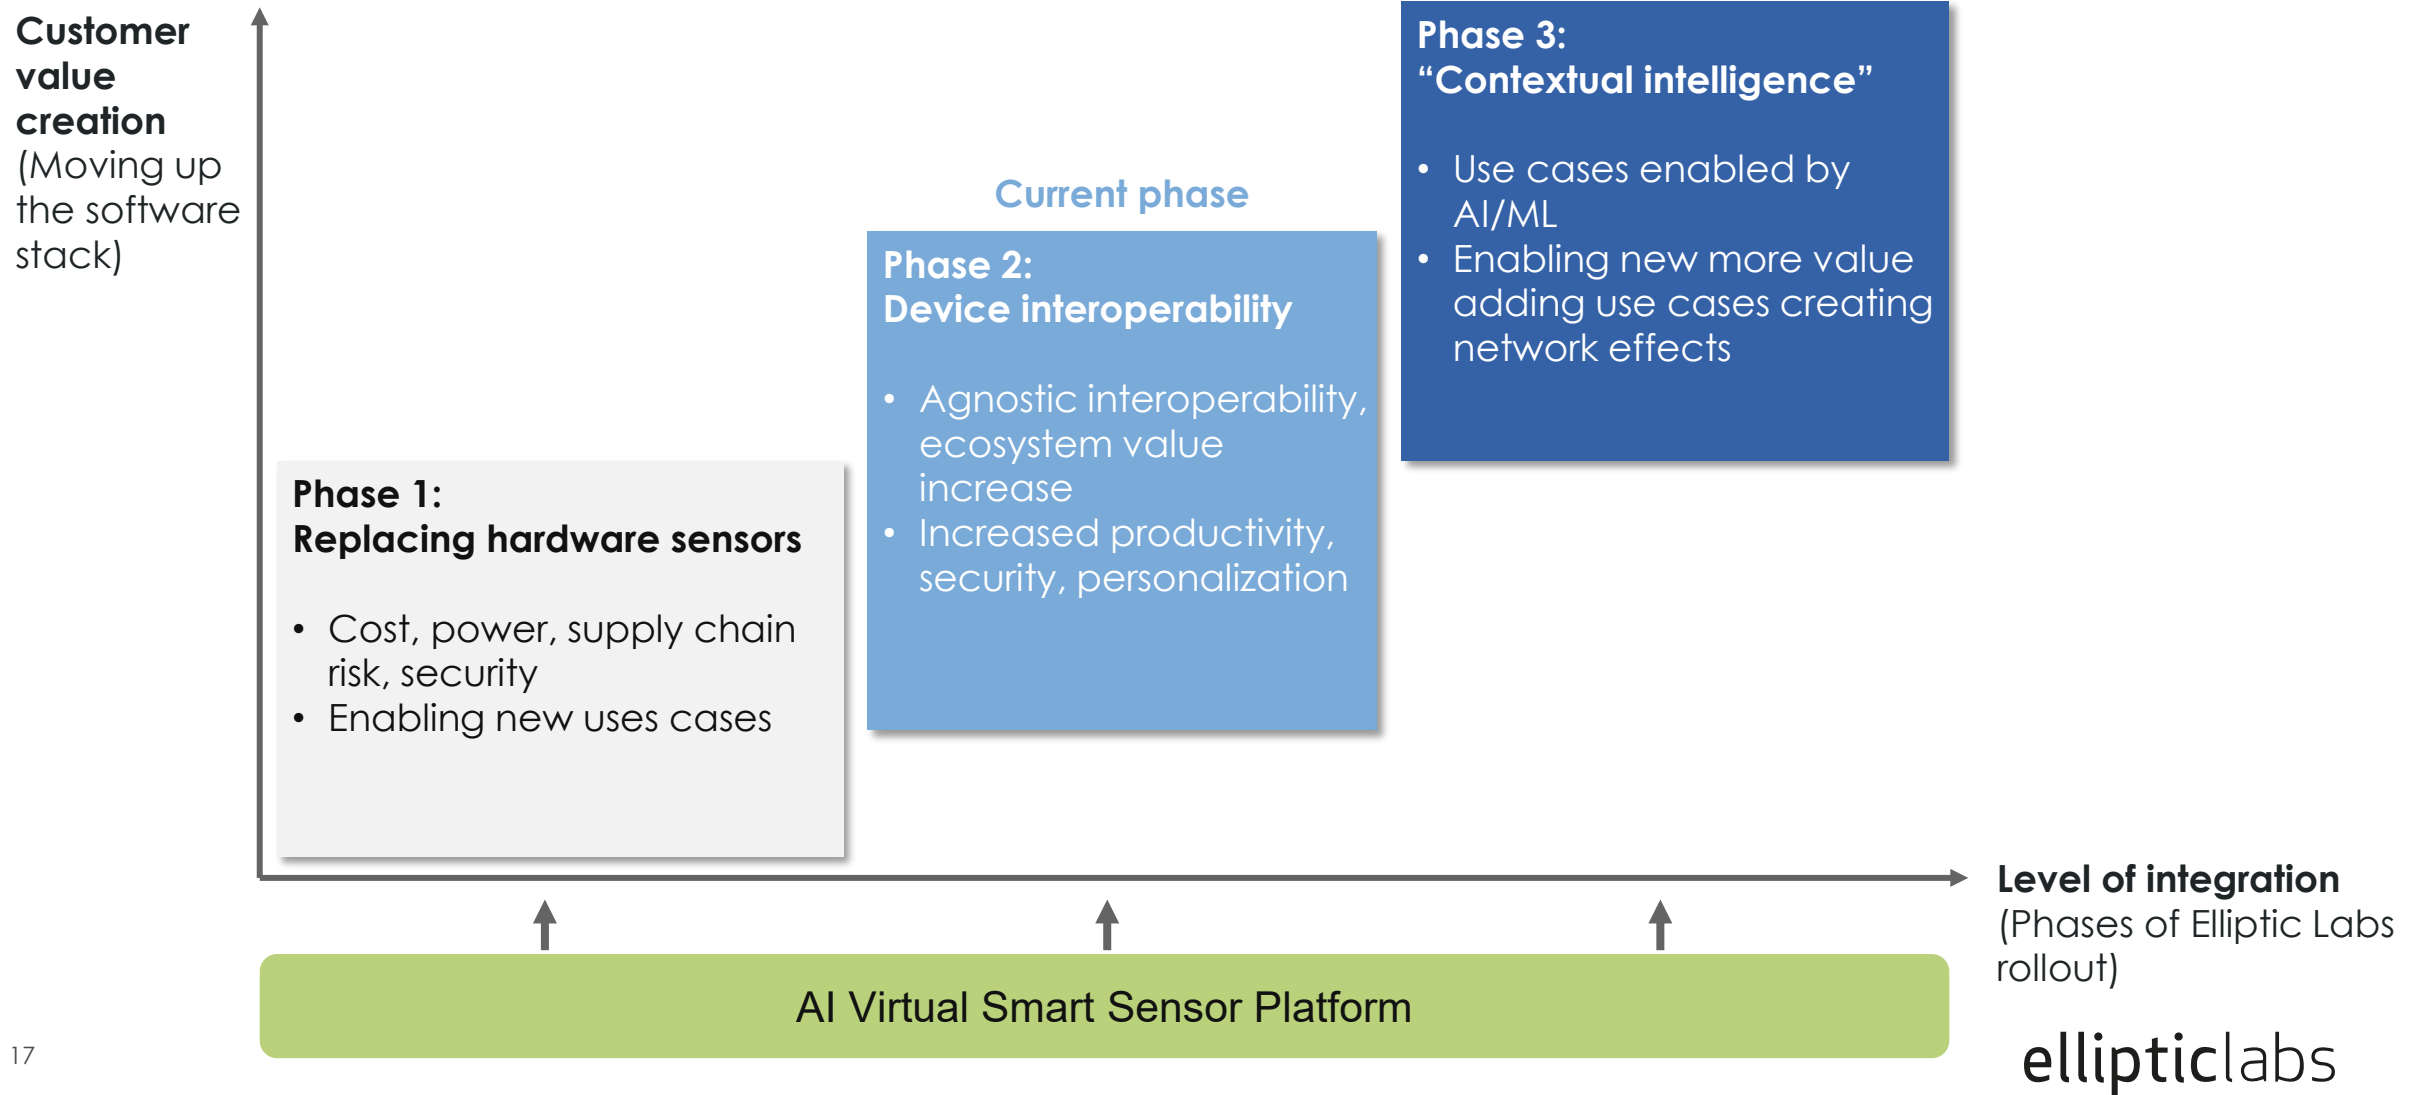 Customer
value
creation
(Moving up
the software
stack)
Phase 1:
Replacing hardware sensors
• Cost, power, supply chain
risk, security
• Enabling new uses cases
Current phase
Phase 2:
Device interoperability
• Agnostic interoperability,
ecosystem value
increase
• Increased productivity,
security, personalization
Phase 3:
“Contextual intelligence”
• Use cases enabled by
AI/ML
• Enabling new more value
adding use cases creating
network effects
Level of integration
(Phases of Elliptic Labs
rollout)
AI Virtual Smart Sensor Platform
17
ellipticlabs